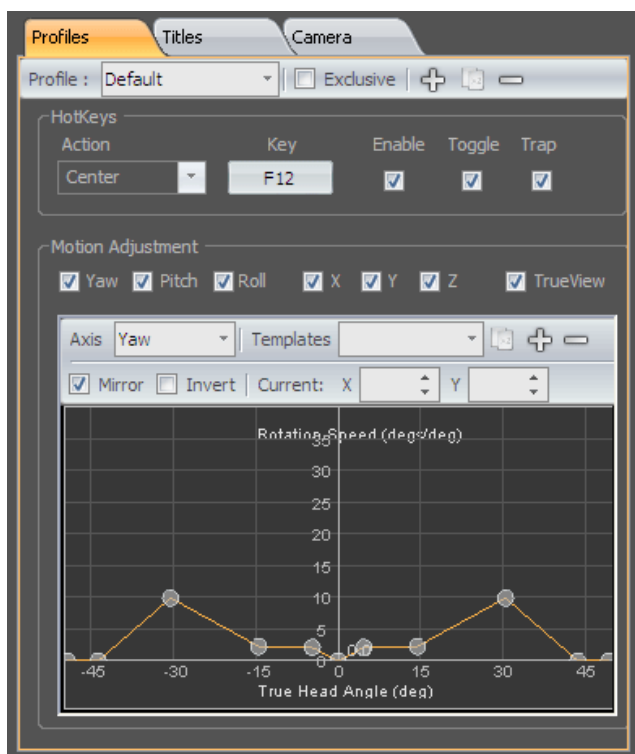 Profiles Titles Camera
Profile : Default Exclusive
HotKeys
Action Key Enable Toggle Trap
Center F12
Motion Adjustment
Yaw Pitch Roll X Y Z TrueView
Axis Yaw Templates
Mirror Invert Current: X Y
Rotation Speed (degs/deg)
35
30
25
20
15
10
5
0.0
0
-45 -30 -15 0 15 30 45
True Head Angle (deg)